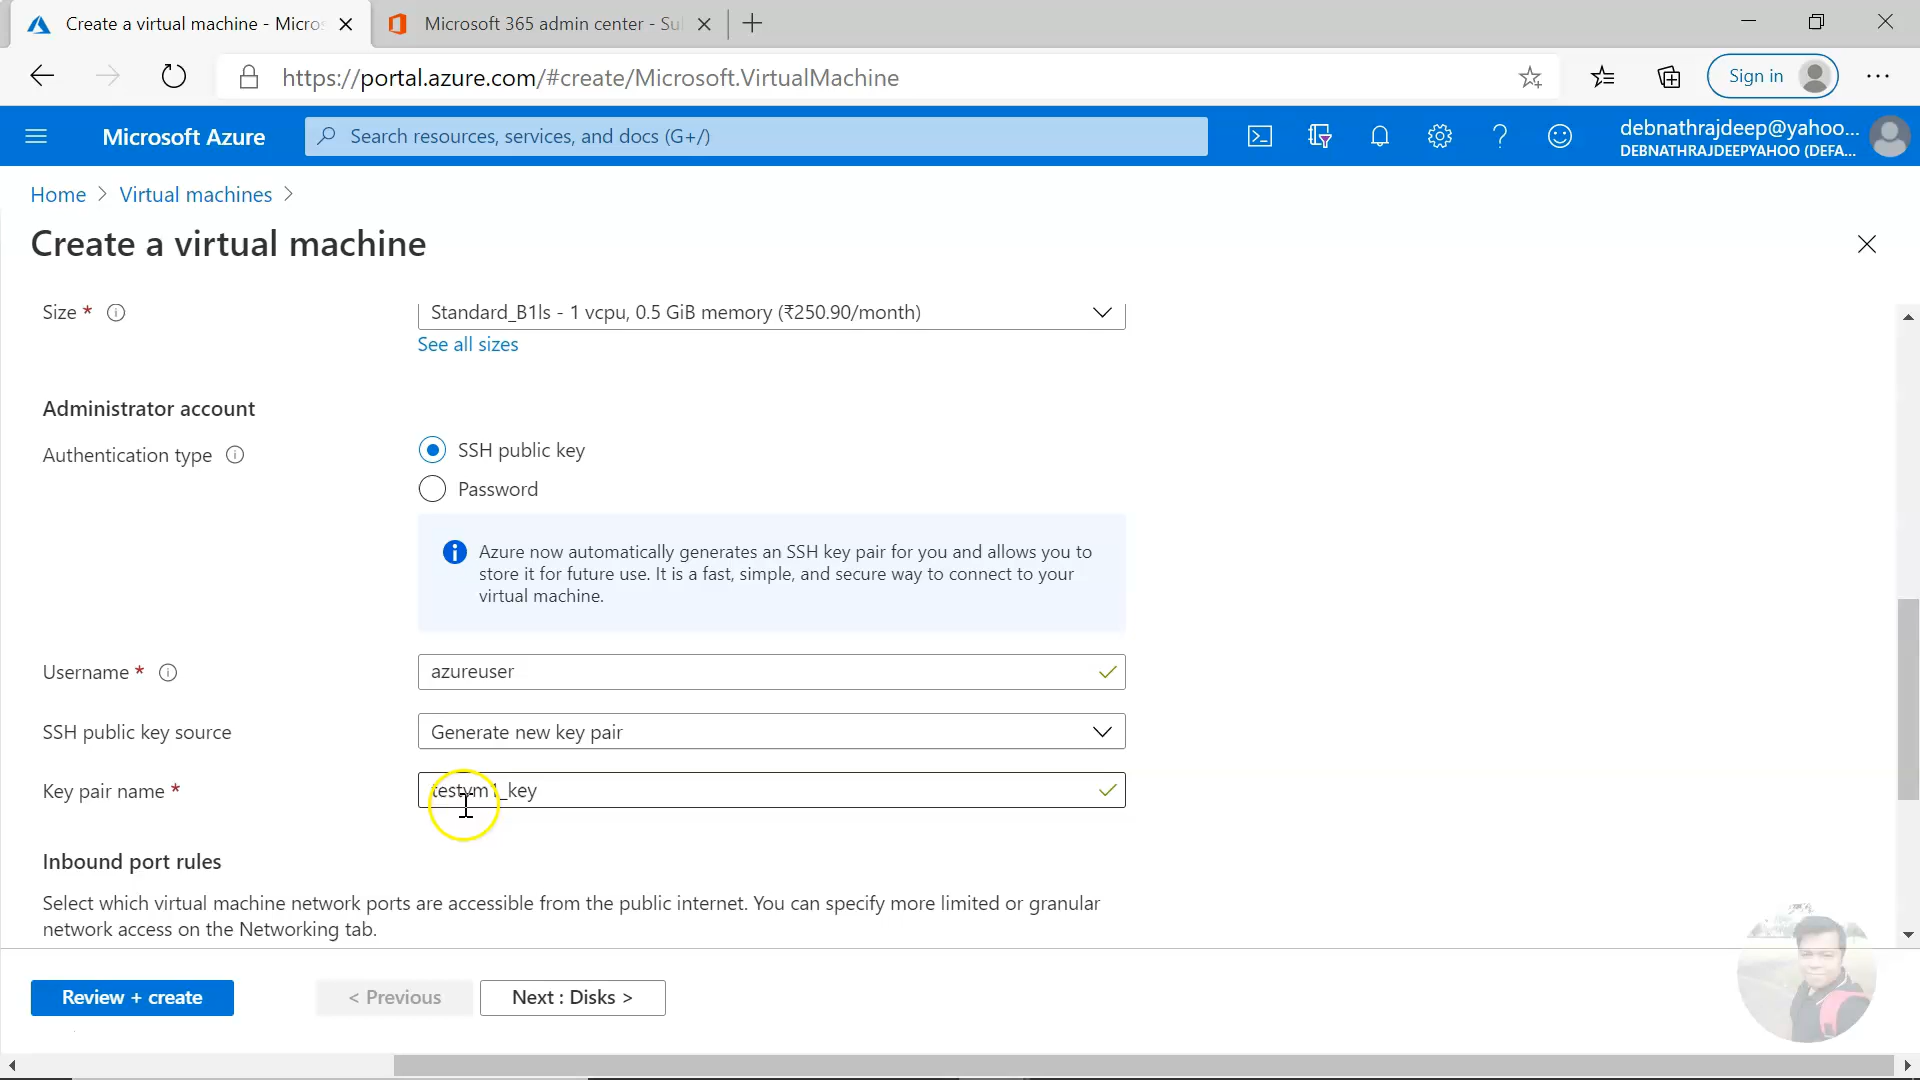 Create a virtual machine - Micros
Microsoft 365 admin center - Su
https://portal.azure.com/#create/Microsoft.VirtualMachine
Sign in
Microsoft Azure
Search resources, services, and docs (G+/)
debnathrajdeep@yahoo...
DEBNATHRAJDEEPYAHOO (DEFA...
Home > Virtual machines >
Create a virtual machine
Size *
Standard_B1ls - 1 vcpu, 0.5 GiB memory (₹250.90/month)
See all sizes
Administrator account
Authentication type
SSH public key
Password
Azure now automatically generates an SSH key pair for you and allows you to
store it for future use. It is a fast, simple, and secure way to connect to your
virtual machine.
Username *
azureuser
SSH public key source
Generate new key pair
Key pair name *
testvm1_key
Inbound port rules
Select which virtual machine network ports are accessible from the public internet. You can specify more limited or granular
network access on the Networking tab.
Review + create
< Previous
Next : Disks >